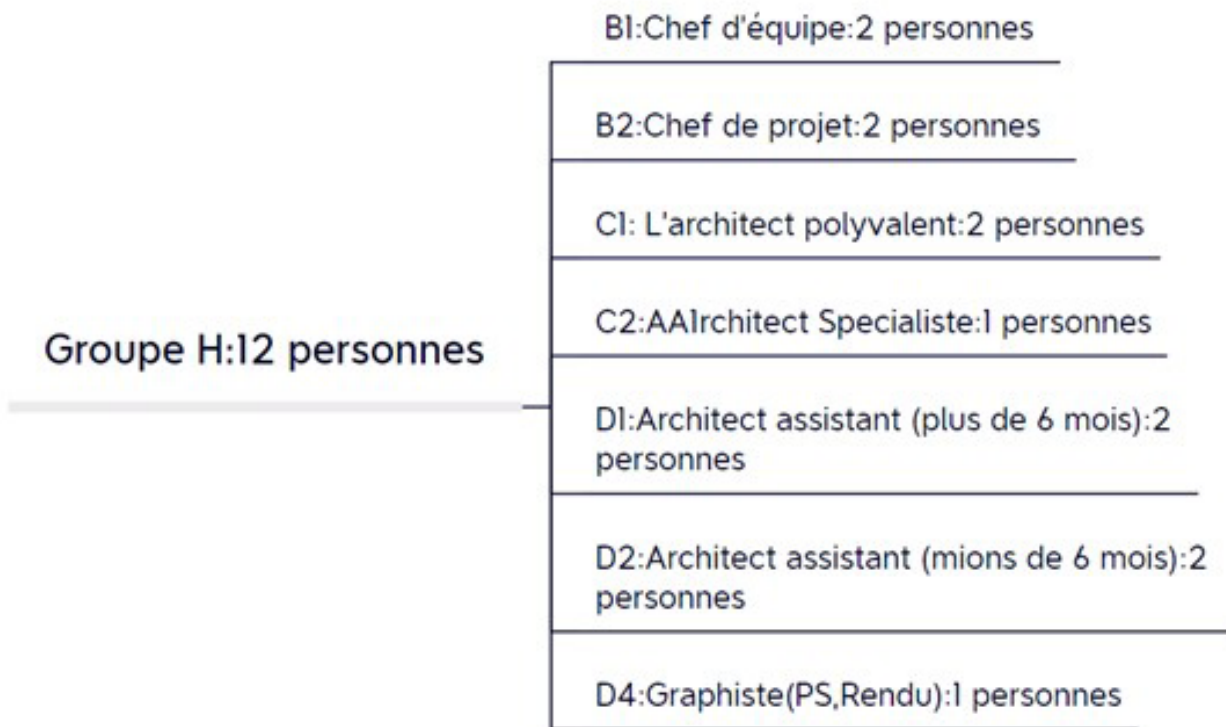 B1:Chef d'équipe:2 personnes
B2:Chef de projet:2 personnes
C1: L'architect polyvalent:2 personnes
C2:AA1rchitect Specialiste:1 personnes
Groupe H:12 personnes
D1:Architect assistant (plus de 6 mois):2
personnes
D2:Architect assistant (mions de 6 mois):2
personnes
D4:Graphiste(PS,Rendu):1 personnes